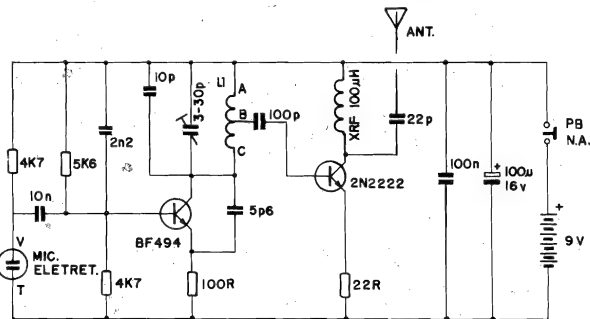 ANT.
10p
3-30p
L1
A
B
C
100p
XRF 100µH
22p
2n2
4K7
5K6
10n
BF494
5p6
2N2222
100n
+
100µ
16v
PB
N.A.
+
9V
V
MIC.
ELETRET.
T
4K7
100R
22R